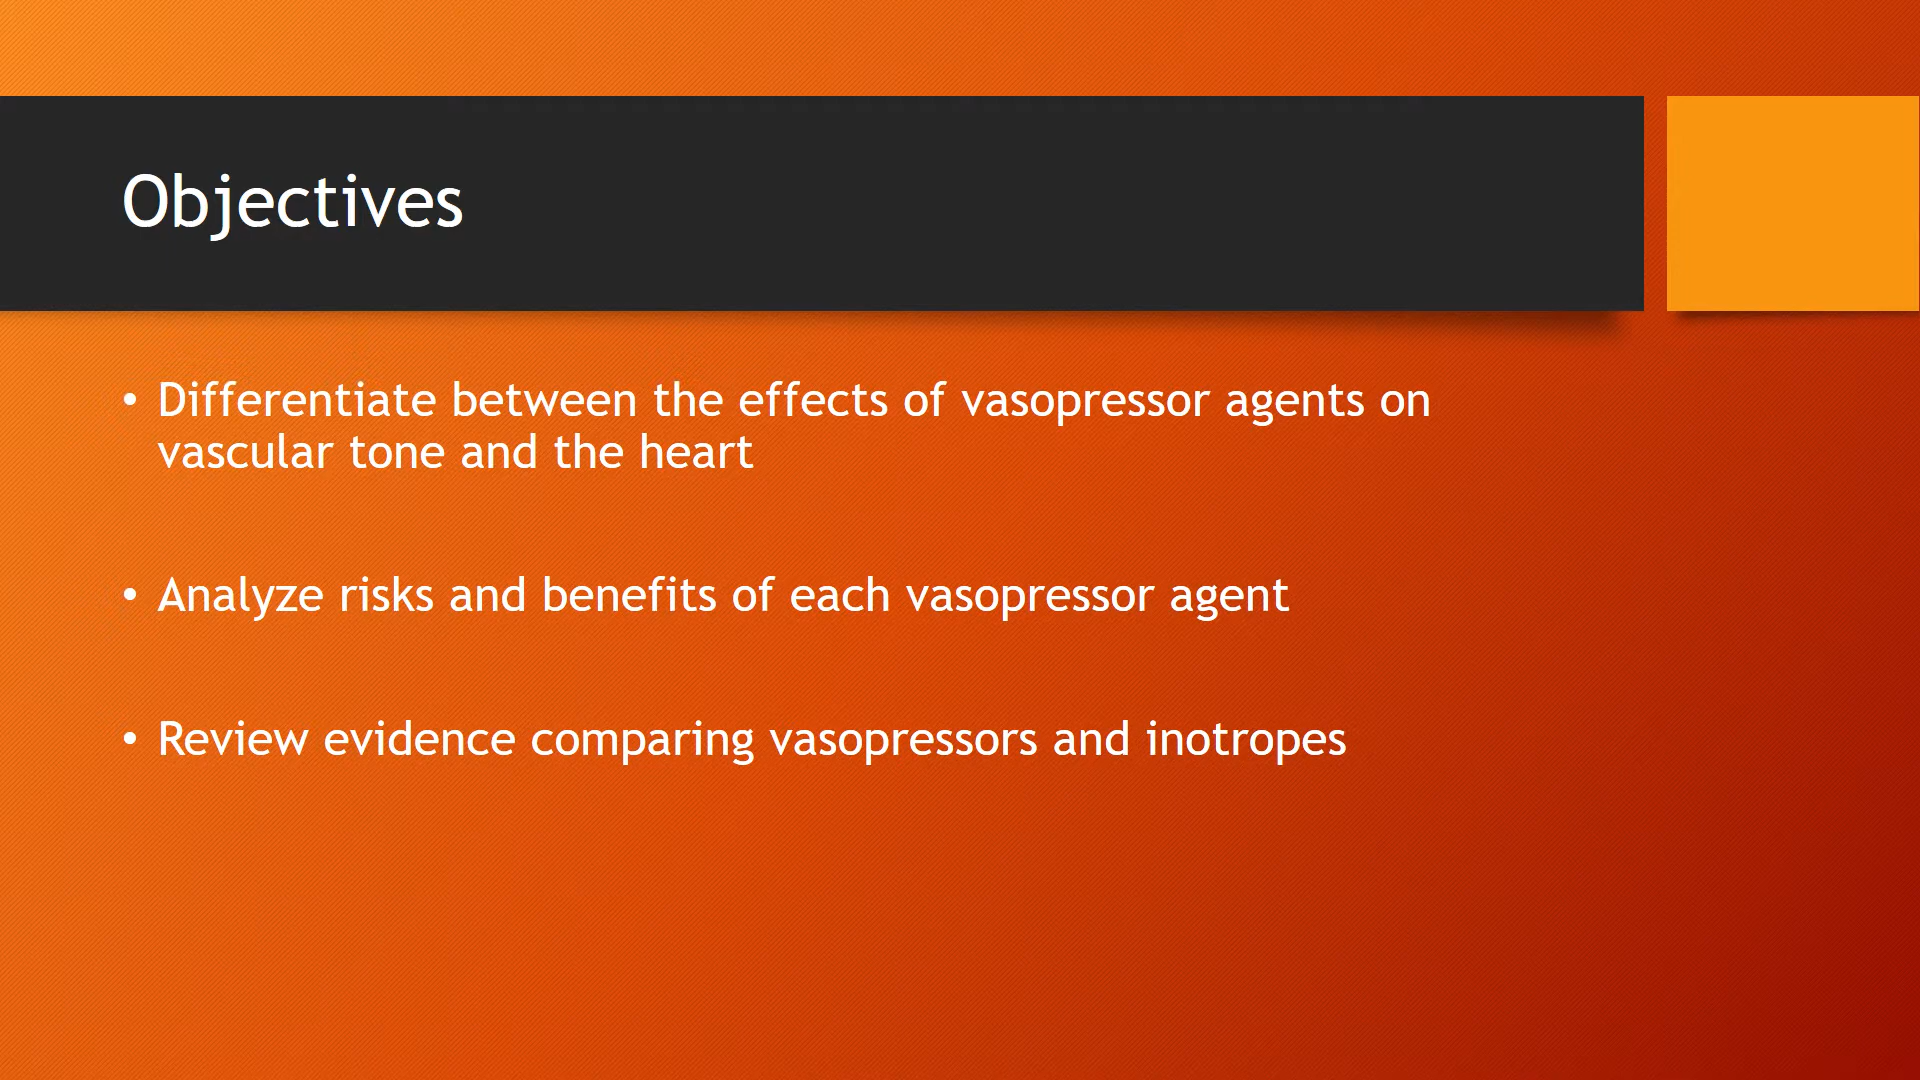 Objectives
• Differentiate between the effects of vasopressor agents on
vascular tone and the heart
• Analyze risks and benefits of each vasopressor agent
• Review evidence comparing vasopressors and inotropes